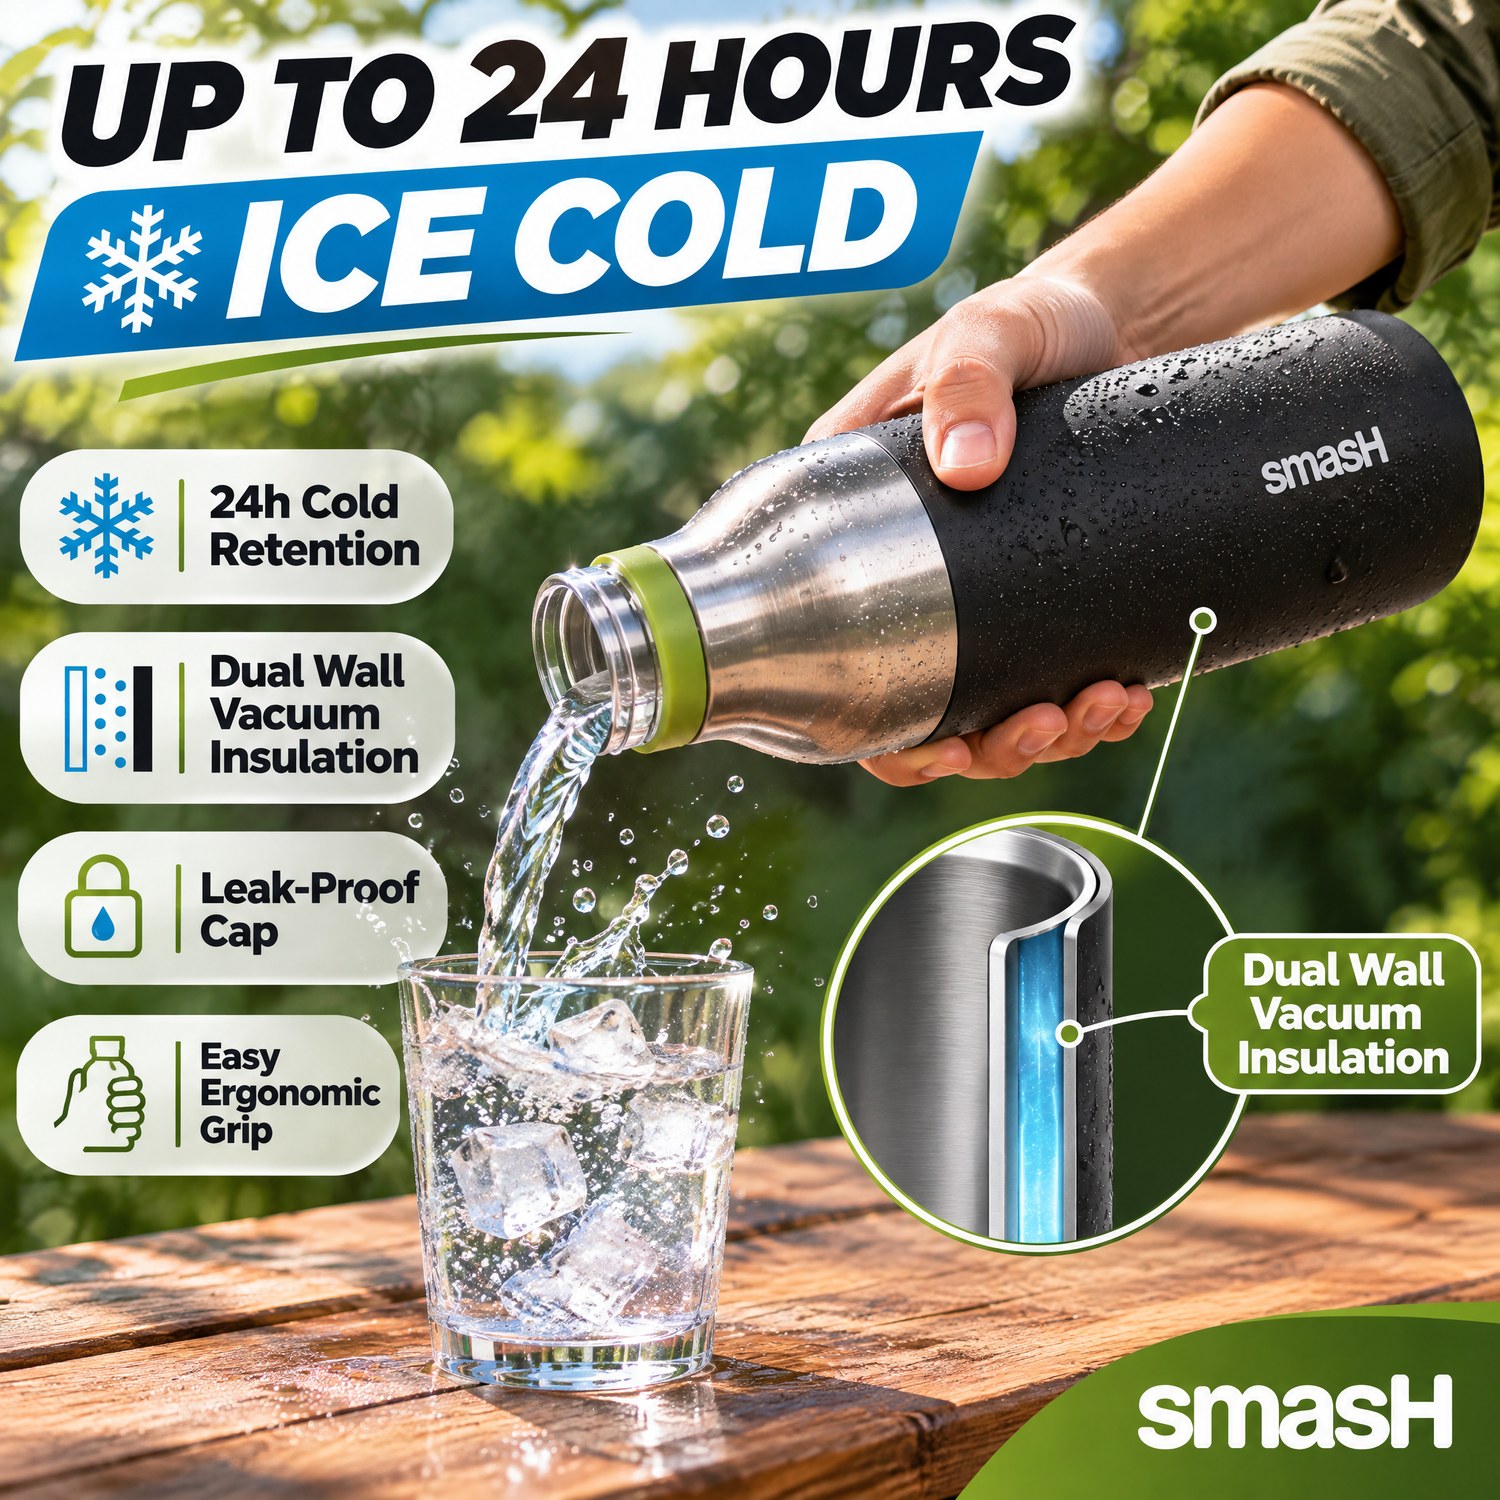 UP TO 24 HOURS
ICE COLD
24h Cold
Retention
Dual Wall
Vacuum
Insulation
Leak-Proof
Cap
Easy
Ergonomic
Grip
smasH
Dual Wall
Vacuum
Insulation
smasH